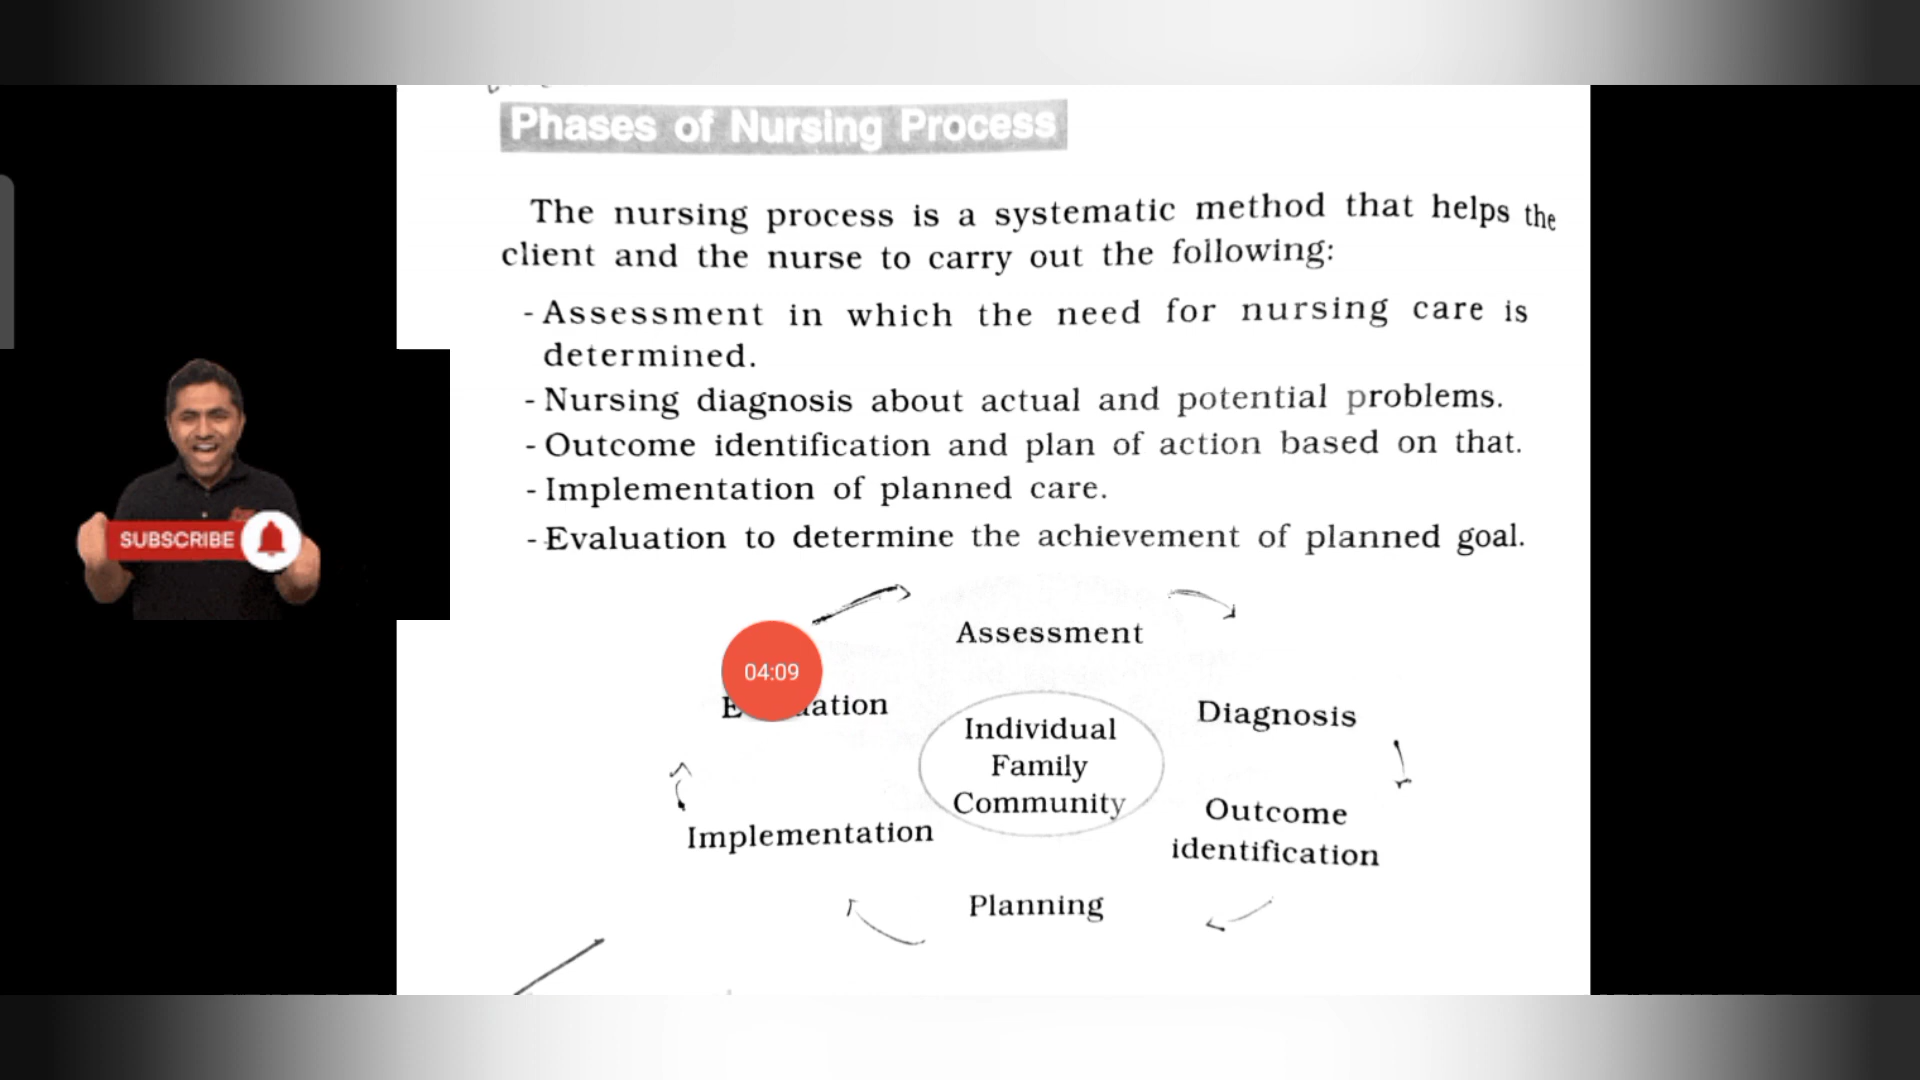 Phases of Nursing Process
The nursing process is a systematic method that helps the
client and the nurse to carry out the following:
- Assessment in which the need for nursing care is
determined.
- Nursing diagnosis about actual and potential problems.
- Outcome identification and plan of action based on that.
- Implementation of planned care.
- Evaluation to determine the achievement of planned goal.
SUBSCRIBE
Assessment
04:09
Diagnosis
Individual
Family
Community
Outcome
identification
Implementation
Planning